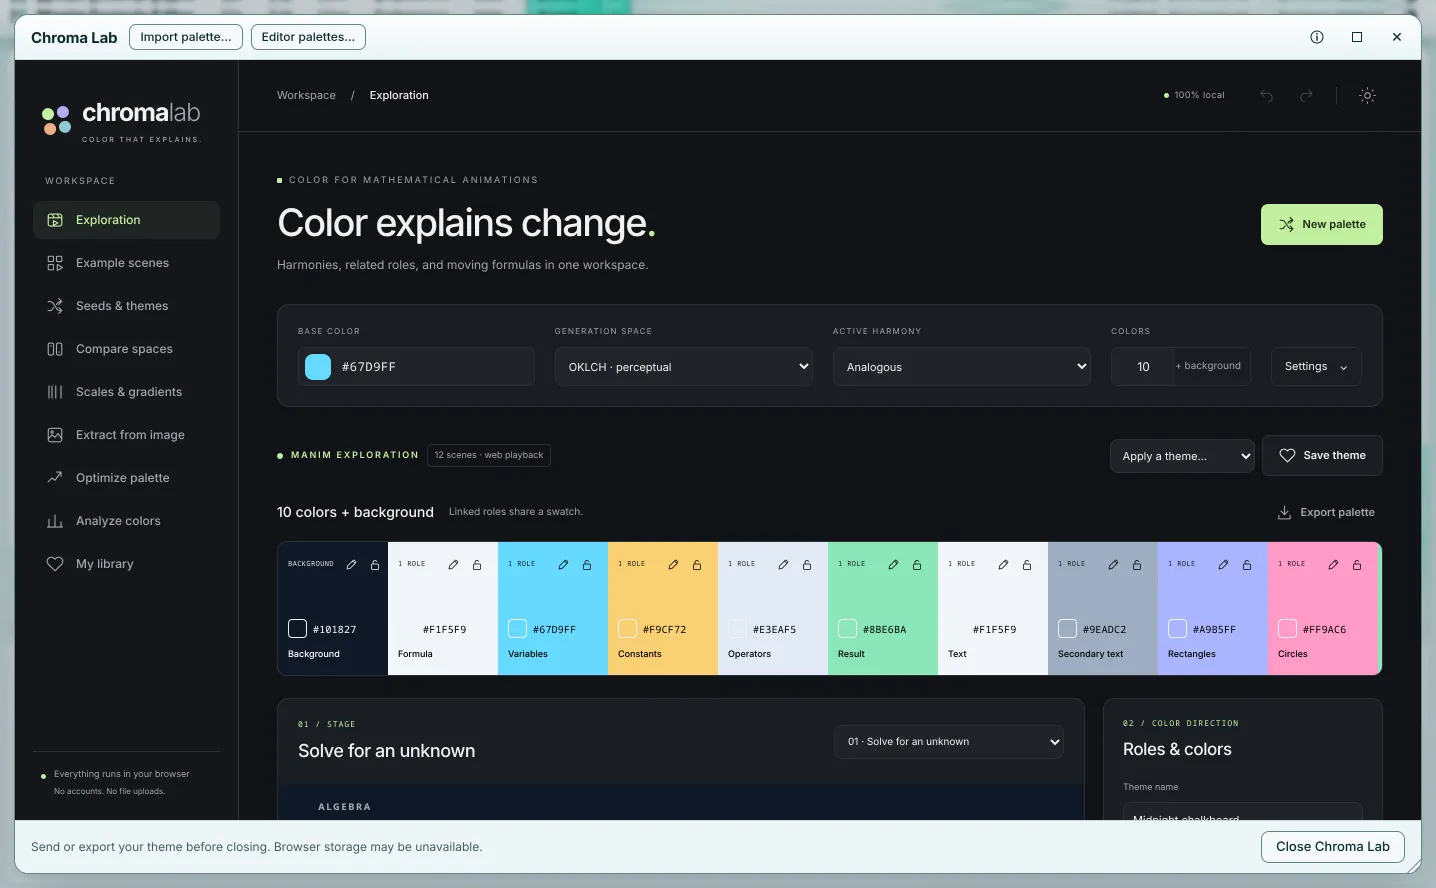 Chroma Lab
Import palette...
Editor palettes...
chromalab
COLOR THAT EXPLAINS.
WORKSPACE
Exploration
Example scenes
Seeds & themes
Compare spaces
Scales & gradients
Extract from image
Optimize palette
Analyze colors
My library
Everything runs in your browser
No accounts. No file uploads.
Workspace / Exploration
100% local
COLOR FOR MATHEMATICAL ANIMATIONS
Color explains change.
Harmonies, related roles, and moving formulas in one workspace.
New palette
BASE COLOR
#67D9FF
GENERATION SPACE
OKLCH · perceptual
ACTIVE HARMONY
Analogous
COLORS
10 + background
Settings
MANIM EXPLORATION
12 scenes · web playback
Apply a theme...
Save theme
10 colors + background
Linked roles share a swatch.
Export palette
BACKGROUND
#101827
Background
1 ROLE
#F1F5F9
Formula
1 ROLE
#67D9FF
Variables
1 ROLE
#F9CF72
Constants
1 ROLE
#E3EAF5
Operators
1 ROLE
#8BE6BA
Result
1 ROLE
#F1F5F9
Text
1 ROLE
#9EADC2
Secondary text
1 ROLE
#A9B5FF
Rectangles
1 ROLE
#FF9AC6
Circles
01 / STAGE
Solve for an unknown
01 · Solve for an unknown
ALGEBRA
02 / COLOR DIRECTION
Roles & colors
Theme name
Midnight chalkboard
Send or export your theme before closing. Browser storage may be unavailable.
Close Chroma Lab